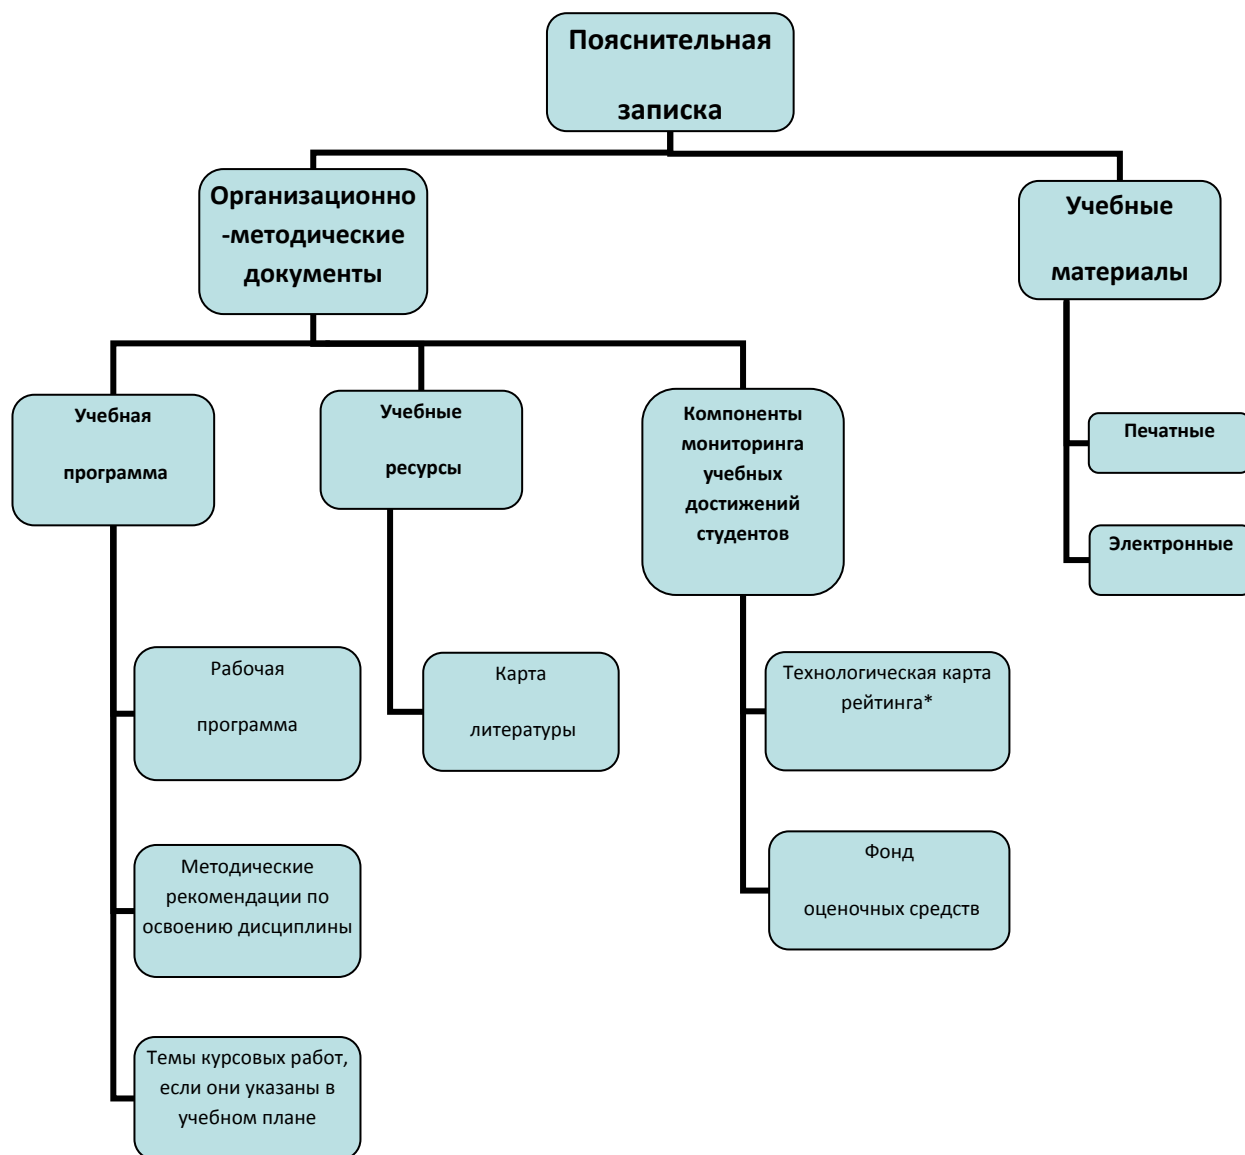 Пояснительная
записка
Организационно
-методические
документы
Учебные
материалы
Учебная
программа
Учебные
ресурсы
Компоненты
мониторинга
учебных
достижений
студентов
Печатные
Электронные
Рабочая
программа
Карта
литературы
Технологическая карта
рейтинга*
Методические
рекомендации по
освоению дисциплины
Фонд
оценочных средств
Темы курсовых работ,
если они указаны в
учебном плане